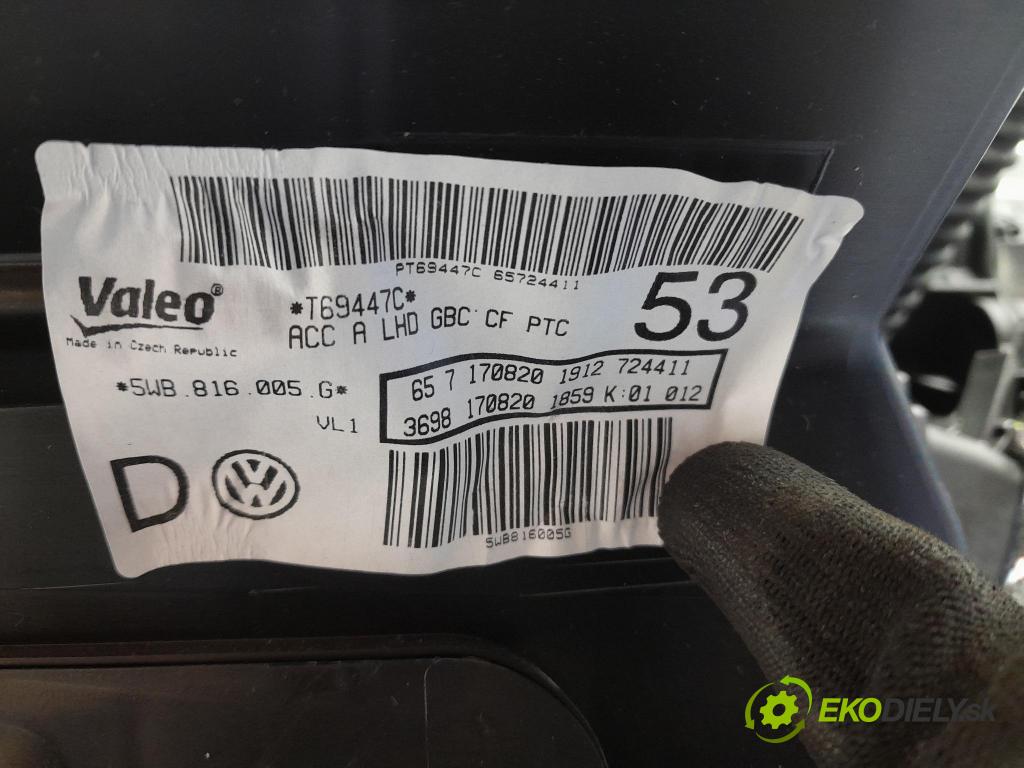 PT69447C 65724411
Valeo®
Made in Czech Republic
*T69447C*
ACC A LHD GBC CF PTC
53
*5WB.816.005.G*
VL1
65 7 170820 1912 724411
3698 170820 1859 K:01 012
D
VW
5WB816005G
EKODIELY.sk